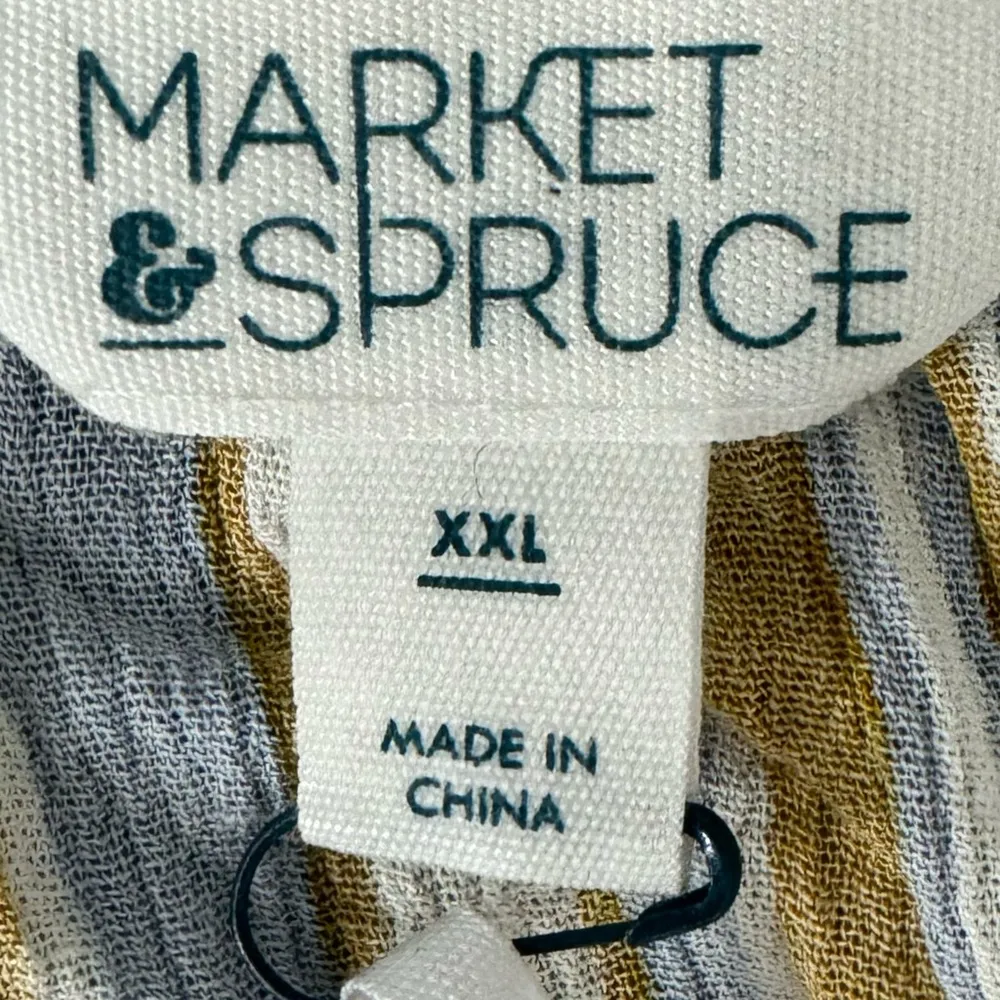 MARKET
&SPRUCE
XXL
MADE IN
CHINA